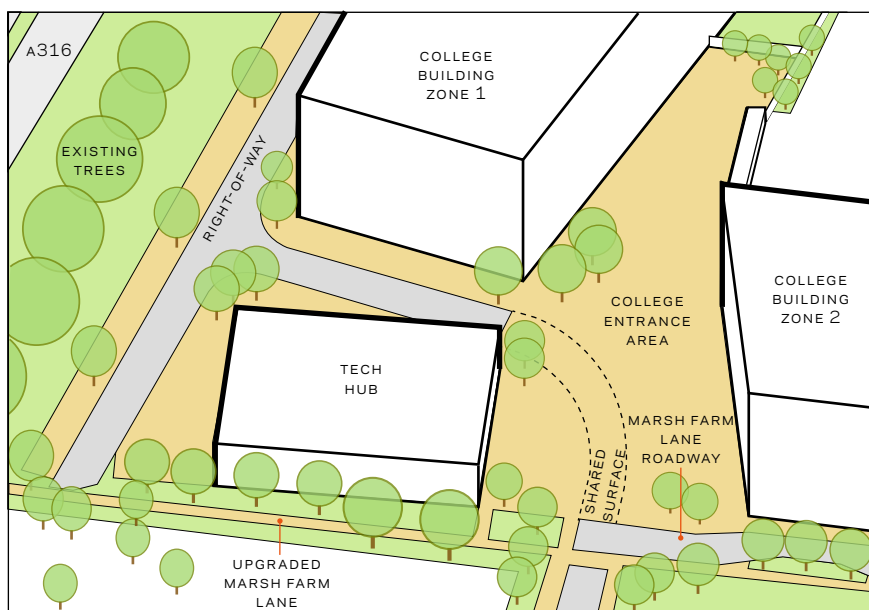 A316
COLLEGE
BUILDING
ZONE 1
EXISTING
TREES
RIGHT-OF-WAY
COLLEGE
BUILDING
ZONE 2
COLLEGE
ENTRANCE
AREA
TECH
HUB
MARSH FARM
LANE
ROADWAY
SHARED
SURFACE
UPGRADED
MARSH FARM
LANE